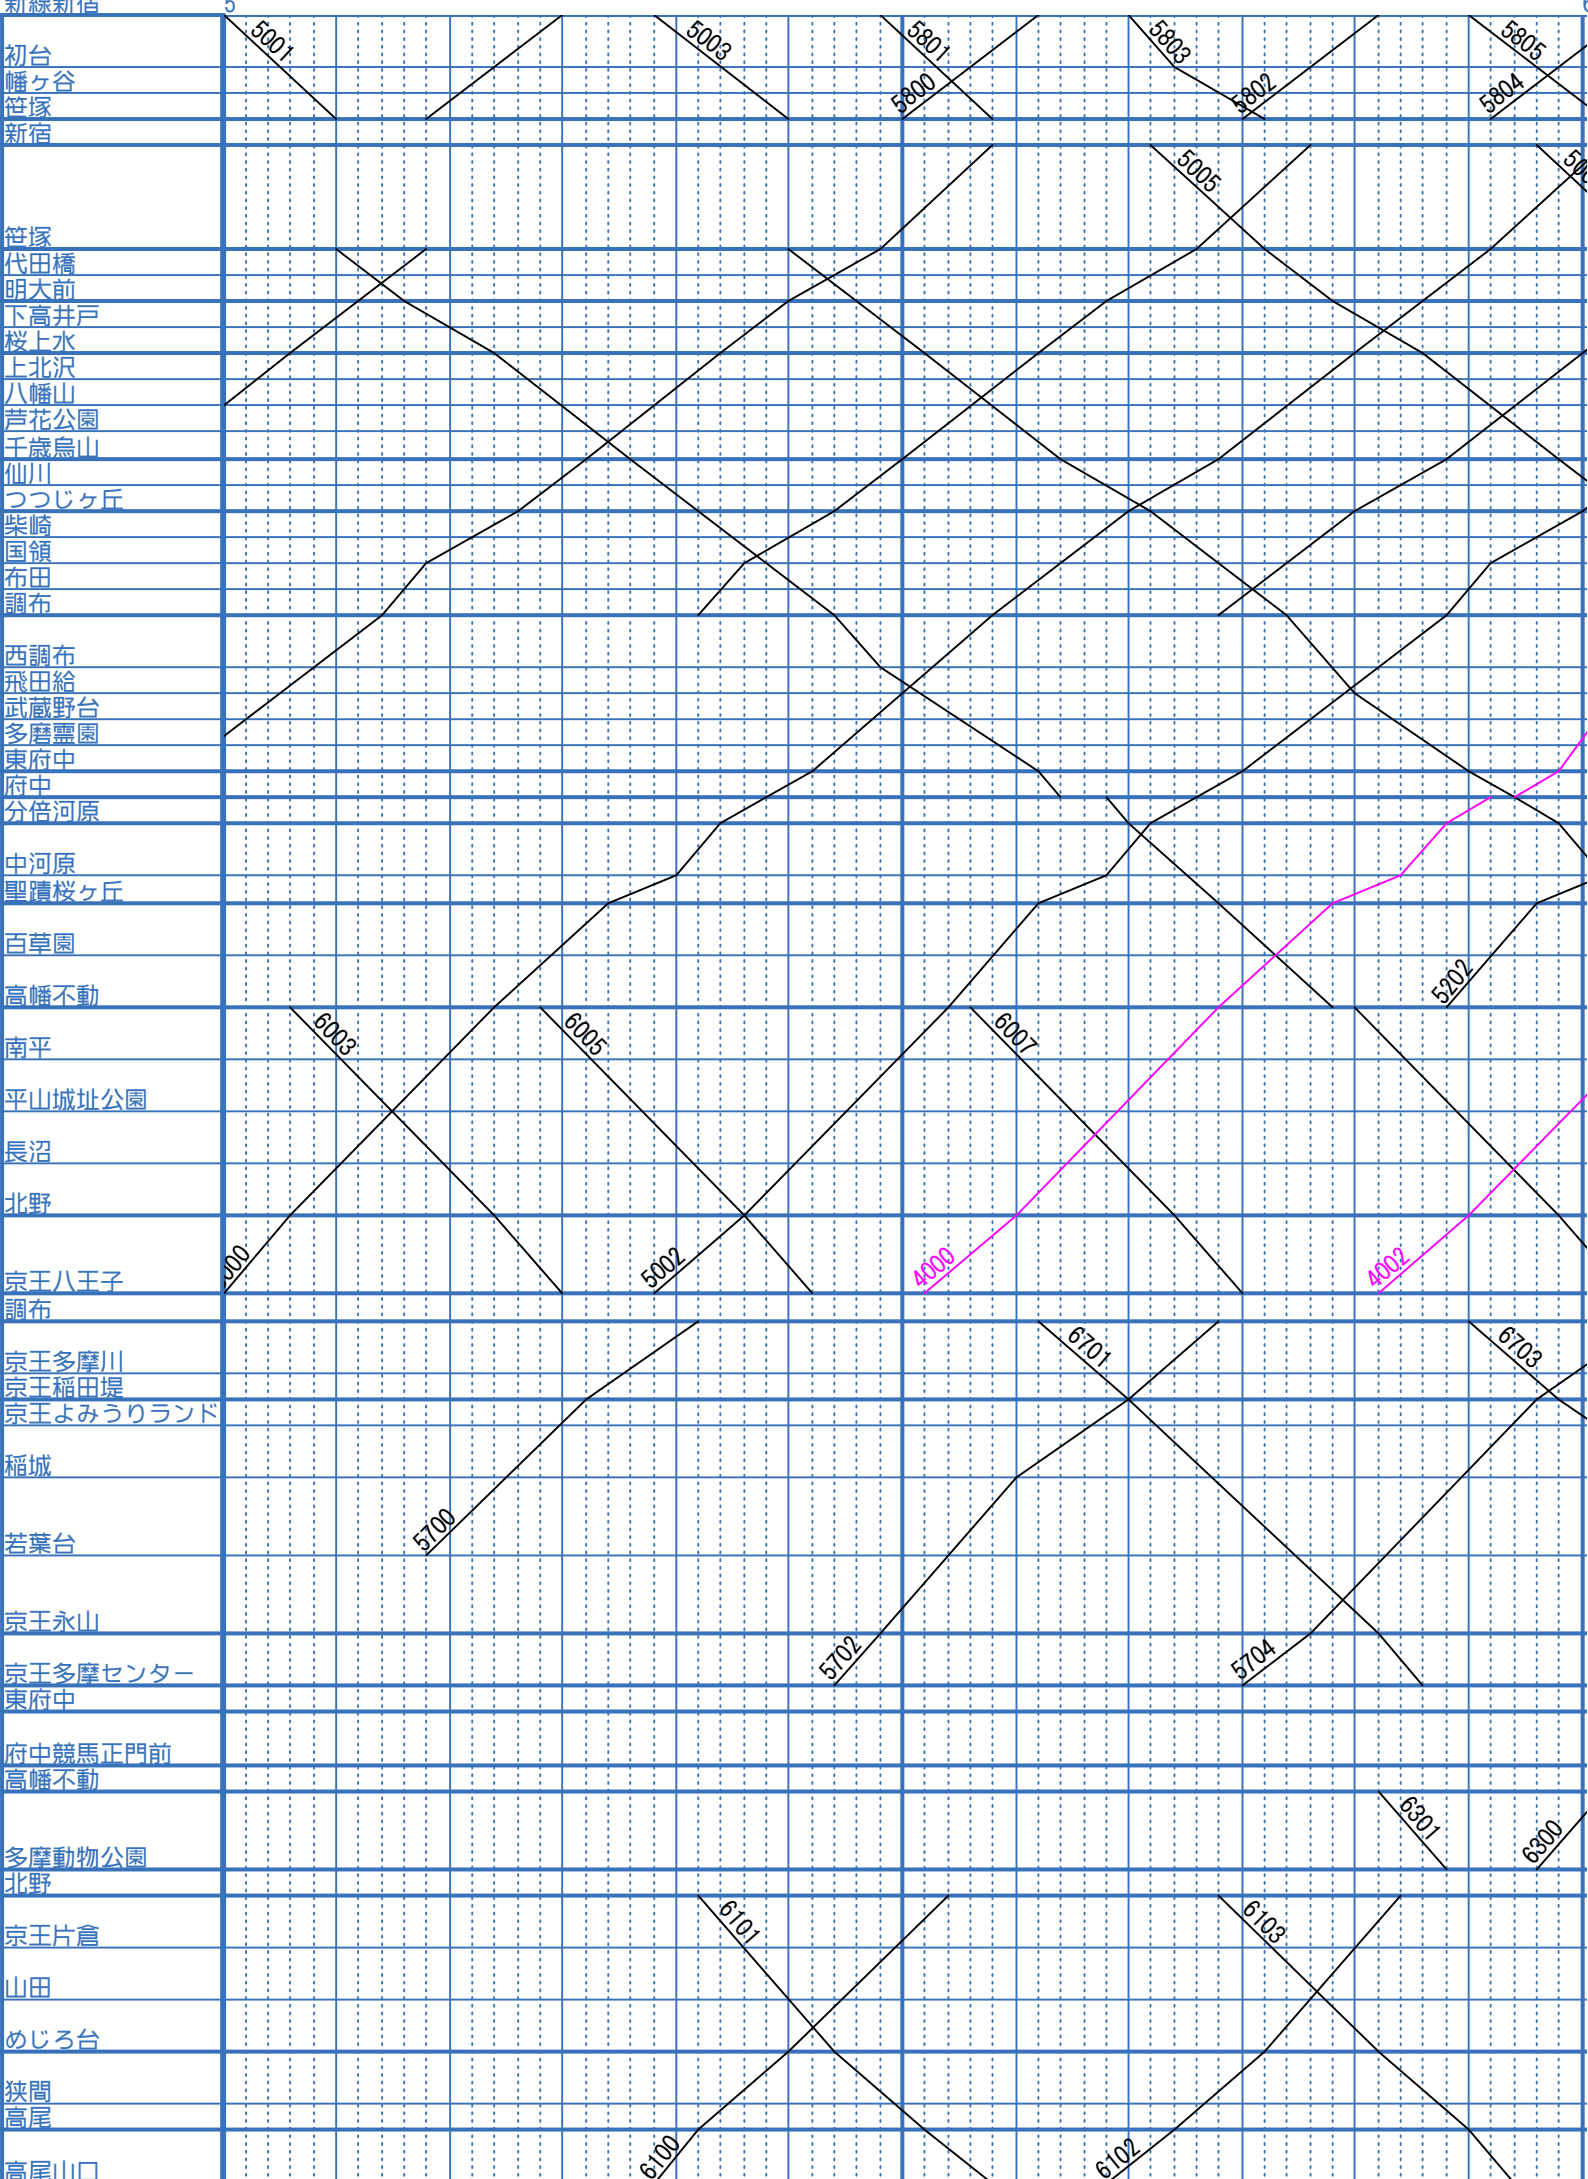 新線新宿
5
初台
幡ヶ谷
笹塚
新宿
笹塚
代田橋
明大前
下高井戸
桜上水
上北沢
八幡山
芦花公園
千歳烏山
仙川
つつじヶ丘
柴崎
国領
布田
調布
西調布
飛田給
武蔵野台
多磨霊園
東府中
府中
分倍河原
中河原
聖蹟桜ヶ丘
百草園
高幡不動
南平
平山城址公園
長沼
北野
京王八王子
調布
京王多摩川
京王稲田堤
京王よみうりランド
稲城
若葉台
京王永山
京王多摩センター
東府中
府中競馬正門前
高幡不動
多摩動物公園
北野
京王片倉
山田
めじろ台
狭間
高尾
高尾山口
5001
5003
5801
5800
5803
5802
5805
5804
5005
5202
6003
6005
6007
5002
4000
4002
6701
6703
5700
5702
5704
6301
6300
6101
6103
6100
6102